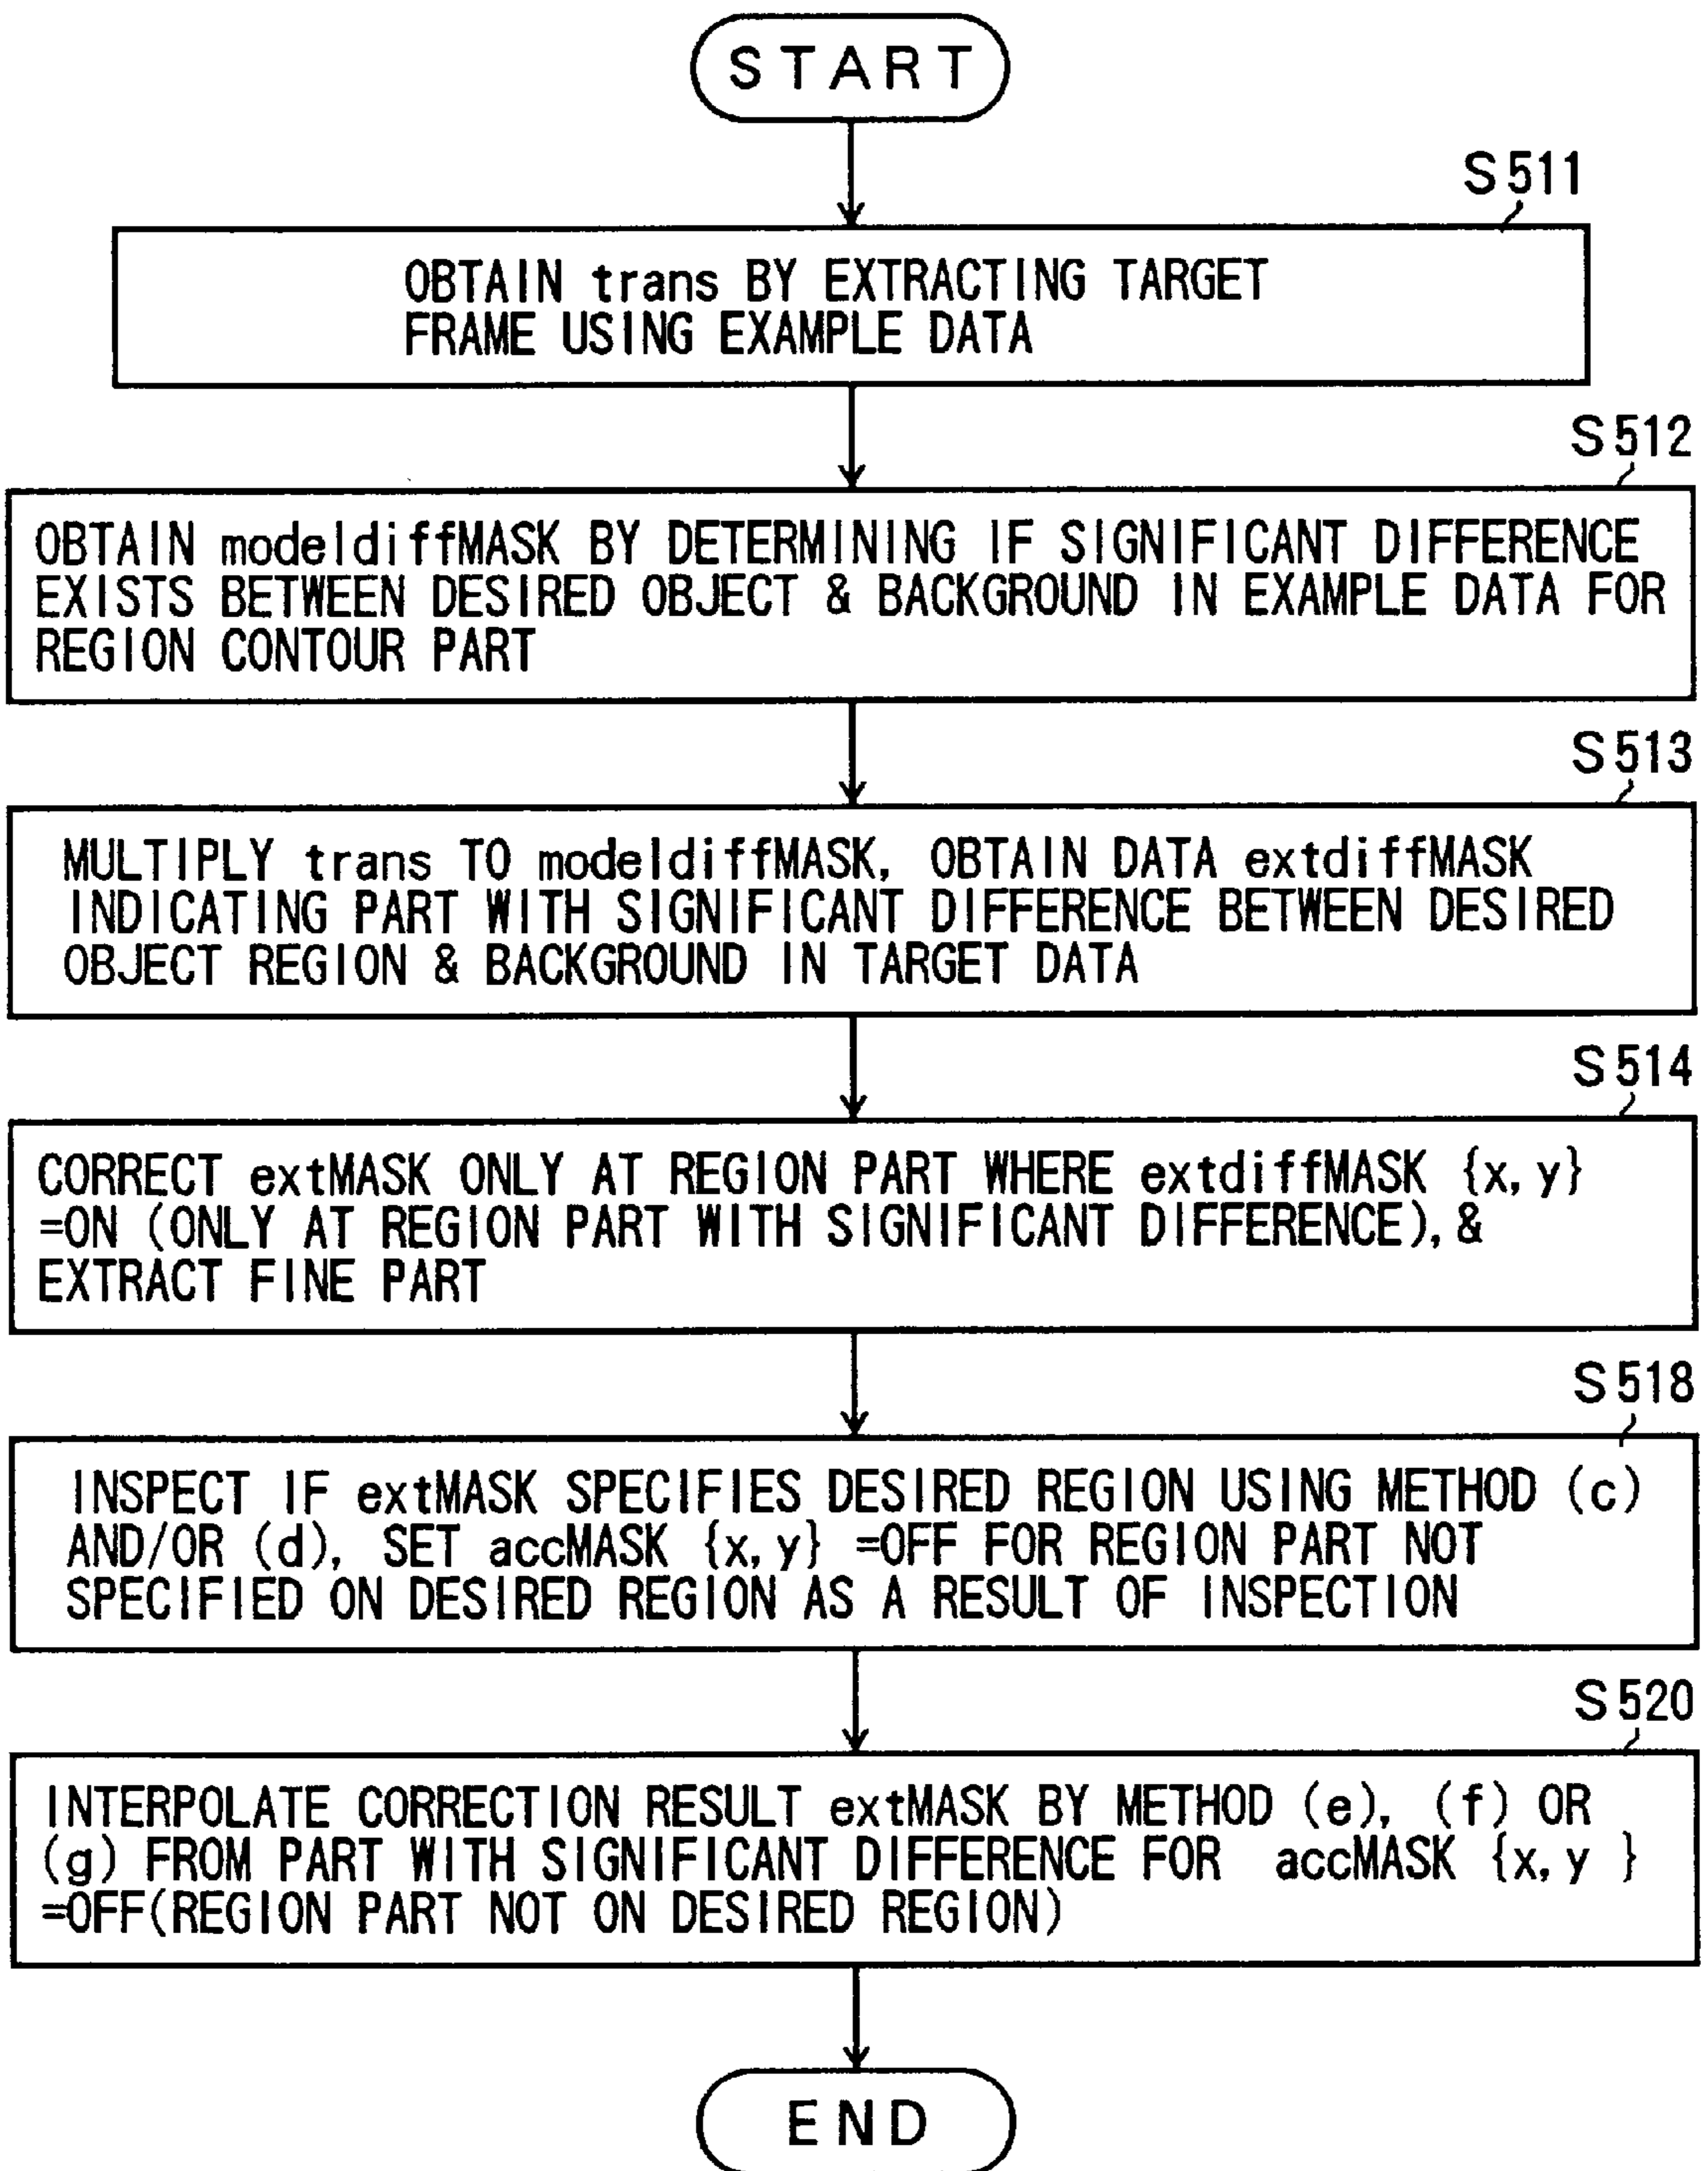 START
S511
OBTAIN trans BY EXTRACTING TARGET
FRAME USING EXAMPLE DATA
S512
OBTAIN modeldiffMASK BY DETERMINING IF SIGNIFICANT DIFFERENCE
EXISTS BETWEEN DESIRED OBJECT & BACKGROUND IN EXAMPLE DATA FOR
REGION CONTOUR PART
S513
MULTIPLY trans TO modeldiffMASK, OBTAIN DATA extdiffMASK
INDICATING PART WITH SIGNIFICANT DIFFERENCE BETWEEN DESIRED
OBJECT REGION & BACKGROUND IN TARGET DATA
S514
CORRECT extMASK ONLY AT REGION PART WHERE extdiffMASK {x, y}
=ON (ONLY AT REGION PART WITH SIGNIFICANT DIFFERENCE), &
EXTRACT FINE PART
S518
INSPECT IF extMASK SPECIFIES DESIRED REGION USING METHOD (c)
AND/OR (d), SET accMASK {x, y} =OFF FOR REGION PART NOT
SPECIFIED ON DESIRED REGION AS A RESULT OF INSPECTION
S520
INTERPOLATE CORRECTION RESULT extMASK BY METHOD (e), (f) OR
(g) FROM PART WITH SIGNIFICANT DIFFERENCE FOR accMASK {x, y }
=OFF(REGION PART NOT ON DESIRED REGION)
END